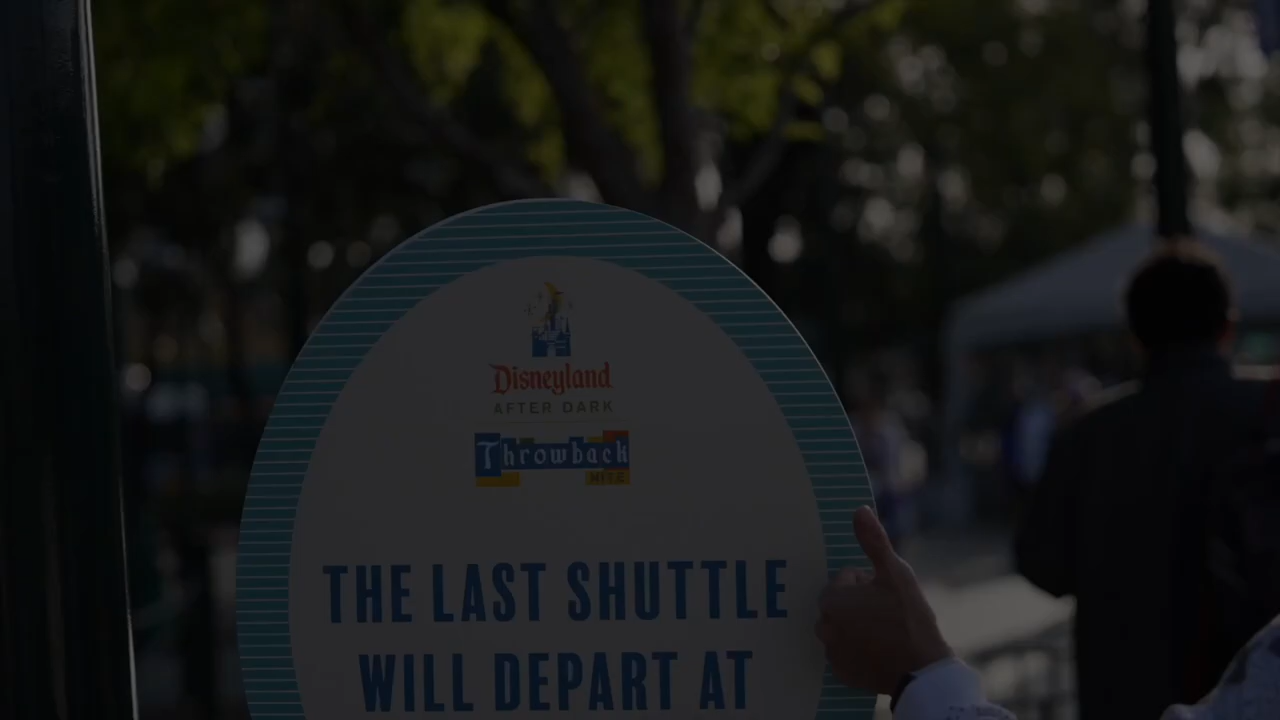 Disneyland
AFTER DARK
Throwback
NITE
THE LAST SHUTTLE
WILL DEPART AT